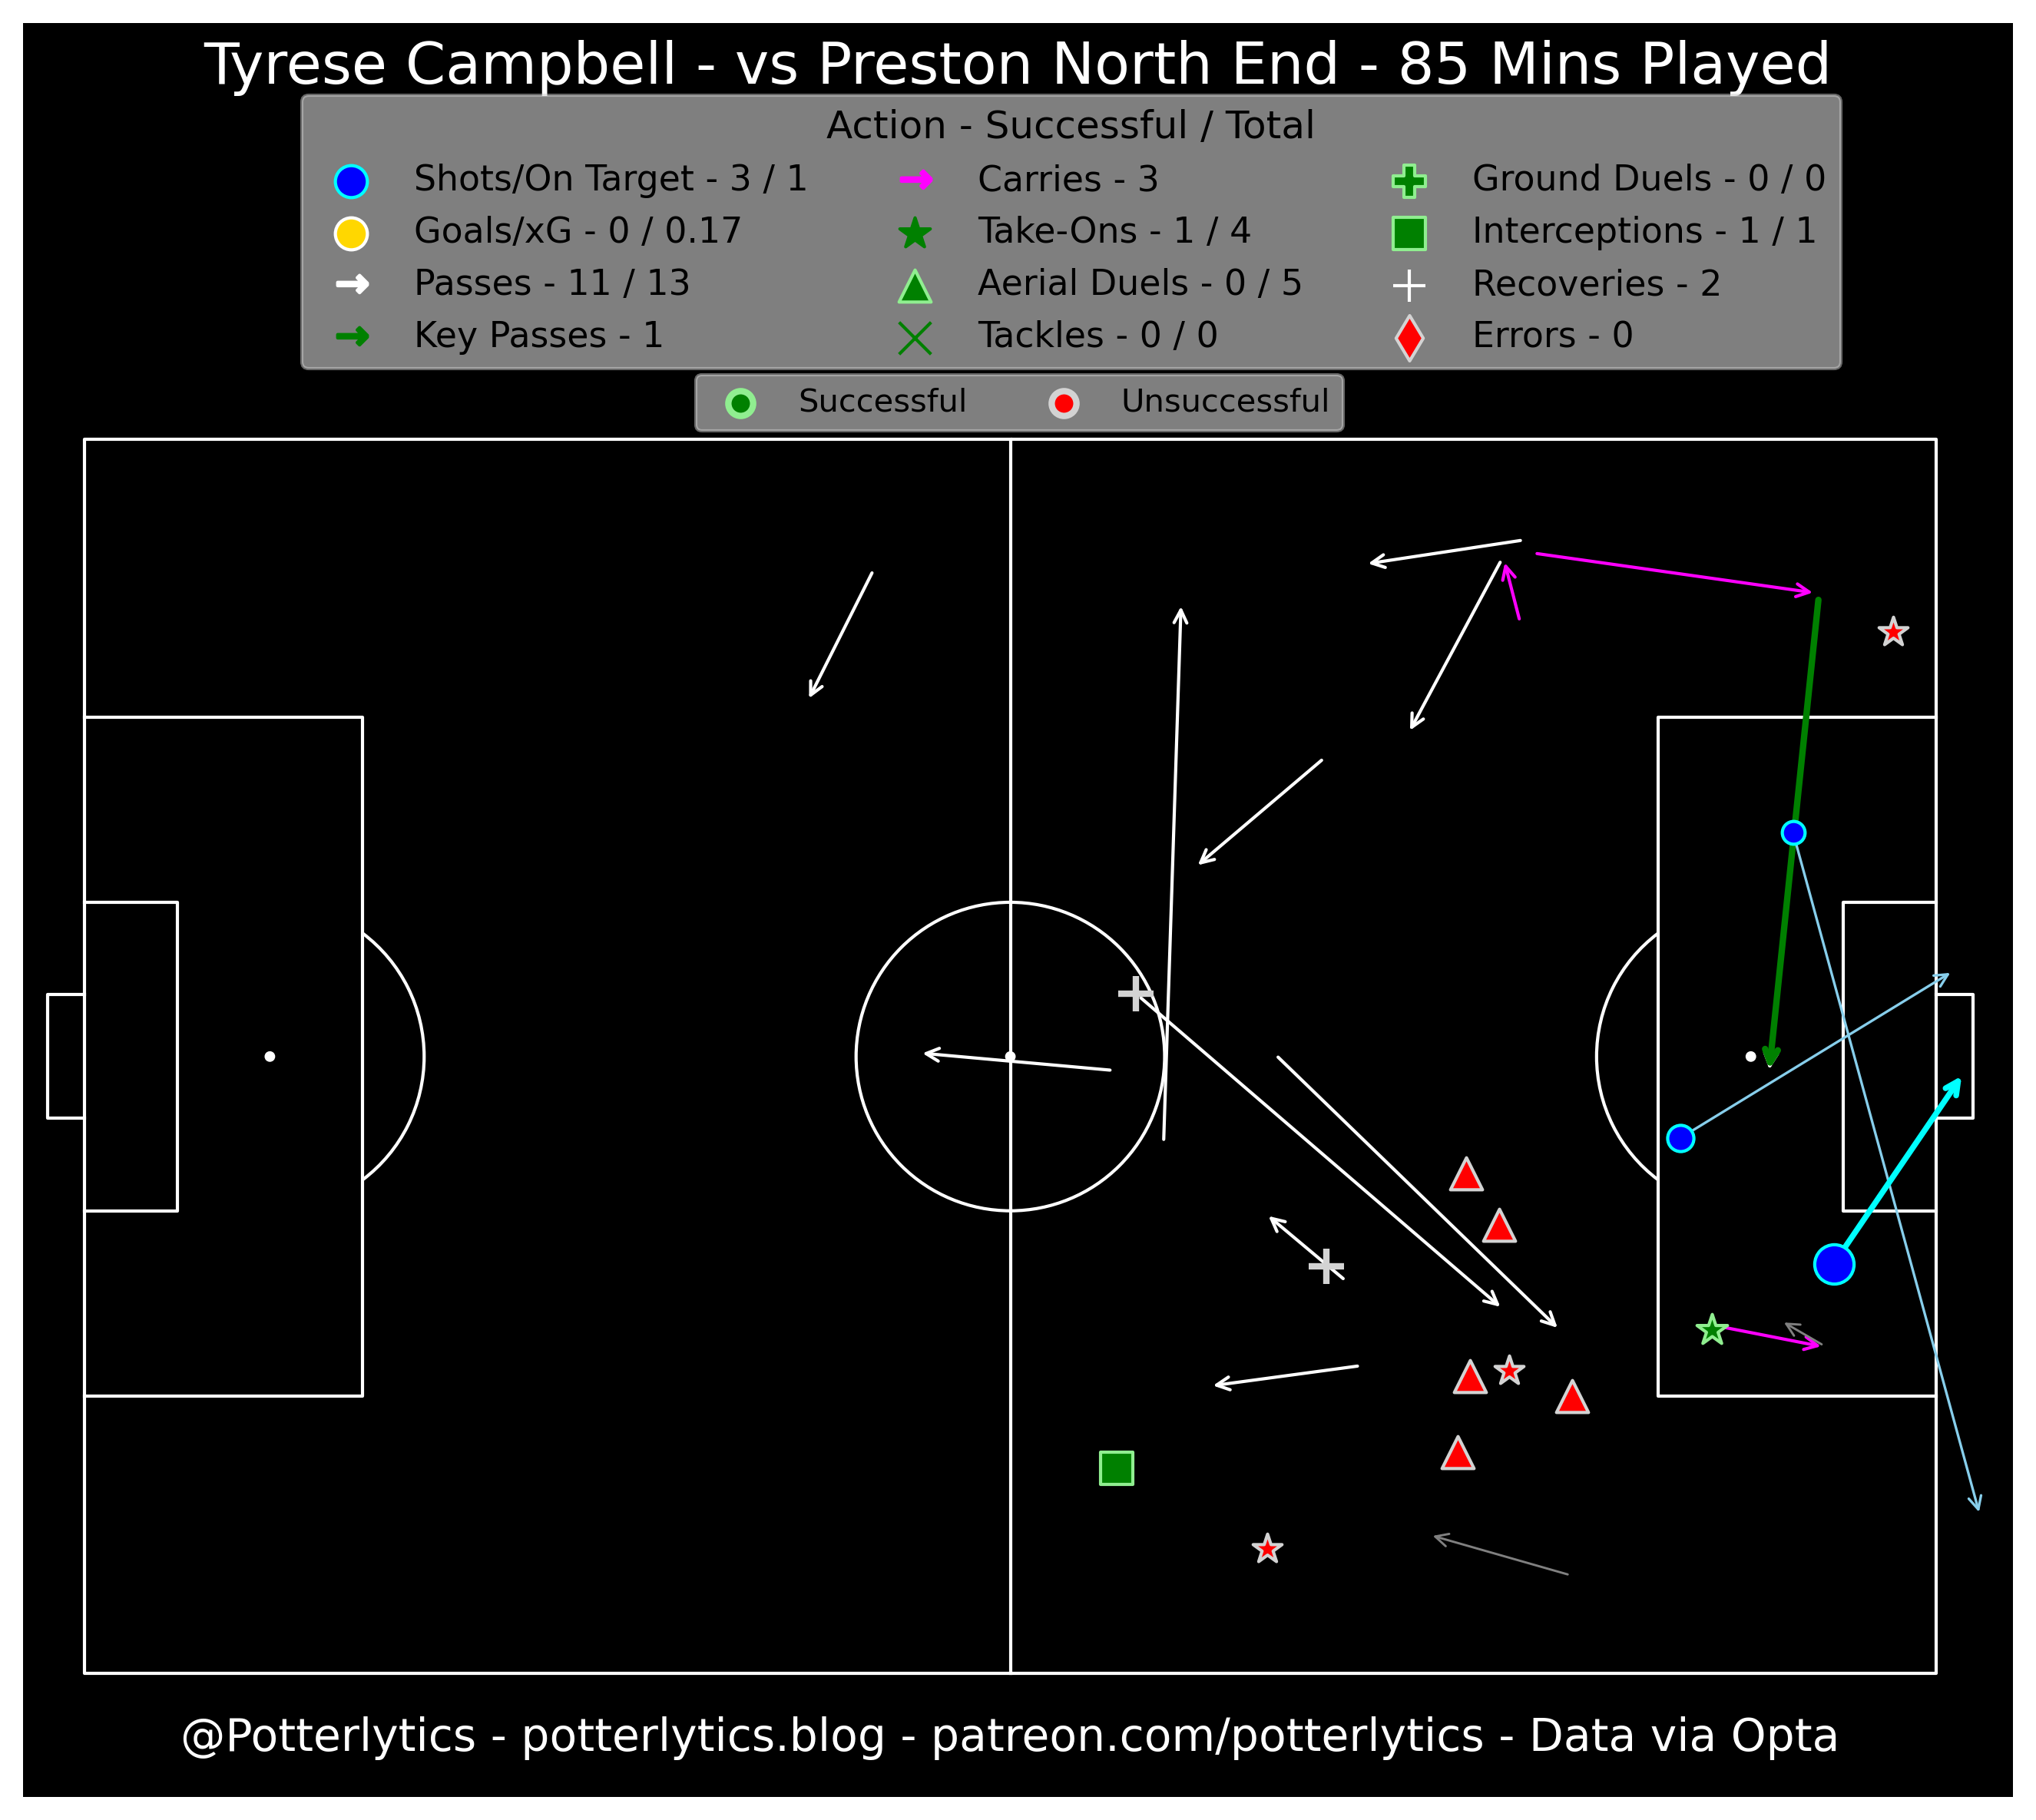 Tyrese Campbell - vs Preston North End - 85 Mins Played
Action - Successful / Total
Shots/On Target - 3 / 1
Goals/xG - 0 / 0.17
Passes - 11 / 13
Key Passes - 1
Carries - 3
Take-Ons - 1 / 4
Aerial Duels - 0 / 5
Tackles - 0 / 0
Ground Duels - 0 / 0
Interceptions - 1 / 1
Recoveries - 2
Errors - 0
Successful
Unsuccessful
@Potterlytics - potterlytics.blog - patreon.com/potterlytics - Data via Opta